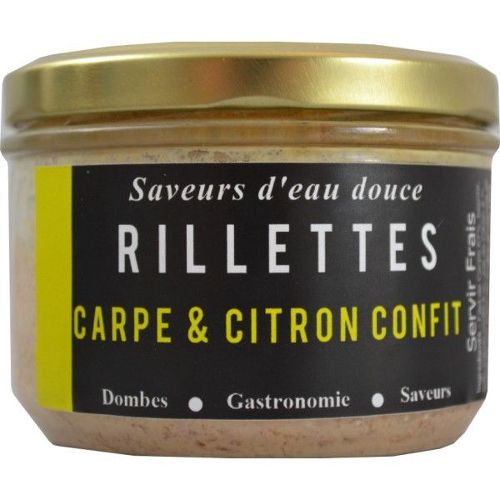 Saveurs d'eau douce
RILLETTES
CARPE & CITRON CONFIT
Dombes • Gastronomie • Saveurs
Servir Frais